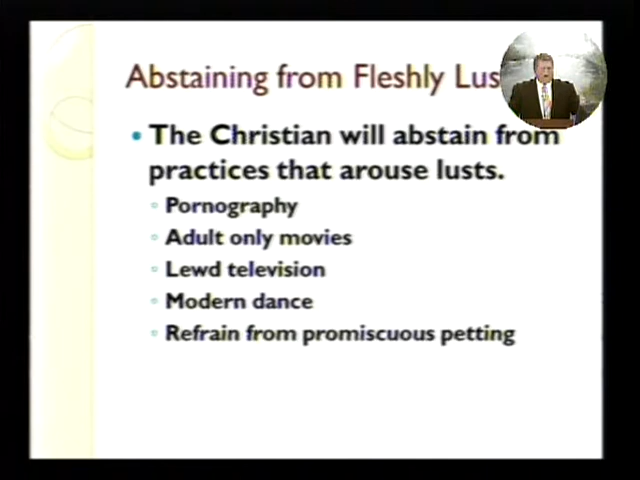 Abstaining from Fleshly Lus
The Christian will abstain from
practices that arouse lusts.
Pornography
Adult only movies
Lewd television
Modern dance
Refrain from promiscuous petting